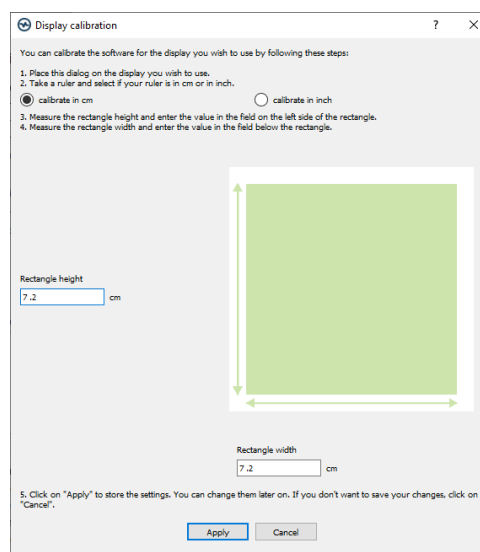 Display calibration ? ×
You can calibrate the software for the display you wish to use by following these steps:
1. Place this dialog on the display you wish to use.
2. Take a ruler and select if your ruler is in cm or in inch.
calibrate in cm calibrate in inch
3. Measure the rectangle height and enter the value in the field on the left side of the rectangle.
4. Measure the rectangle width and enter the value in the field below the rectangle.
Rectangle height
7.2 cm
Rectangle width
7.2 cm
5. Click on "Apply" to store the settings. You can change them later on. If you don't want to save your changes, click on
"Cancel".
Apply Cancel